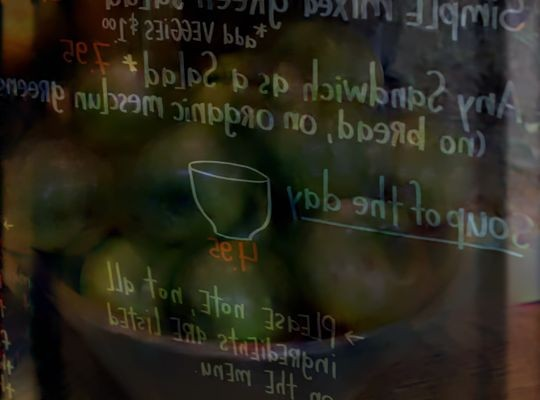 Simple mixed green salad
*add VEGGIES $1.00
Any Sandwich as a Salad * 7.95
(no bread, on organic mesclun greens
Soup of the day
4.95
← PLEASE NOTE, not all
ingredients are listed
on the menu.